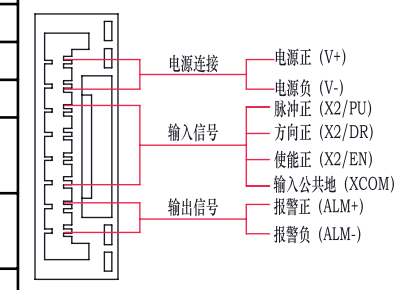 电源连接
电源正 (V+)
电源负 (V-)
输入信号
脉冲正 (X2/PU)
方向正 (X2/DR)
使能正 (X2/EN)
输入公共地 (XCOM)
输出信号
报警正 (ALM+)
报警负 (ALM-)